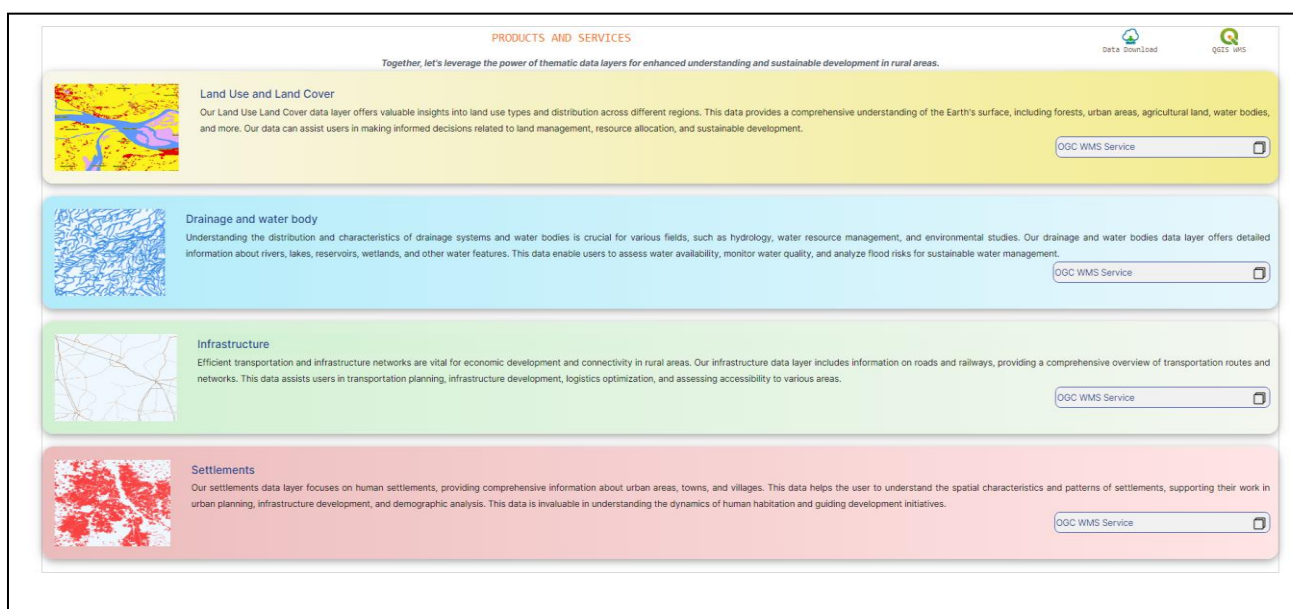 PRODUCTS AND SERVICES
Data Download
QGIS WMS
Together, let's leverage the power of thematic data layers for enhanced understanding and sustainable development in rural areas.
Land Use and Land Cover
Our Land Use Land Cover data layer offers valuable insights into land use types and distribution across different regions. This data provides a comprehensive understanding of the Earth's surface, including forests, urban areas, agricultural land, water bodies,
and more. Our data can assist users in making informed decisions related to land management, resource allocation, and sustainable development.
OGC WMS Service
Drainage and water body
Understanding the distribution and characteristics of drainage systems and water bodies is crucial for various fields, such as hydrology, water resource management, and environmental studies. Our drainage and water bodies data layer offers detailed
information about rivers, lakes, reservoirs, wetlands, and other water features. This data enable users to assess water availability, monitor water quality, and analyze flood risks for sustainable water management.
OGC WMS Service
Infrastructure
Efficient transportation and infrastructure networks are vital for economic development and connectivity in rural areas. Our infrastructure data layer includes information on roads and railways, providing a comprehensive overview of transportation routes and
networks. This data assists users in transportation planning, infrastructure development, logistics optimization, and assessing accessibility to various areas.
OGC WMS Service
Settlements
Our settlements data layer focuses on human settlements, providing comprehensive information about urban areas, towns, and villages. This data helps the user to understand the spatial characteristics and patterns of settlements, supporting their work in
urban planning, infrastructure development, and demographic analysis. This data is invaluable in understanding the dynamics of human habitation and guiding development initiatives.
OGC WMS Service